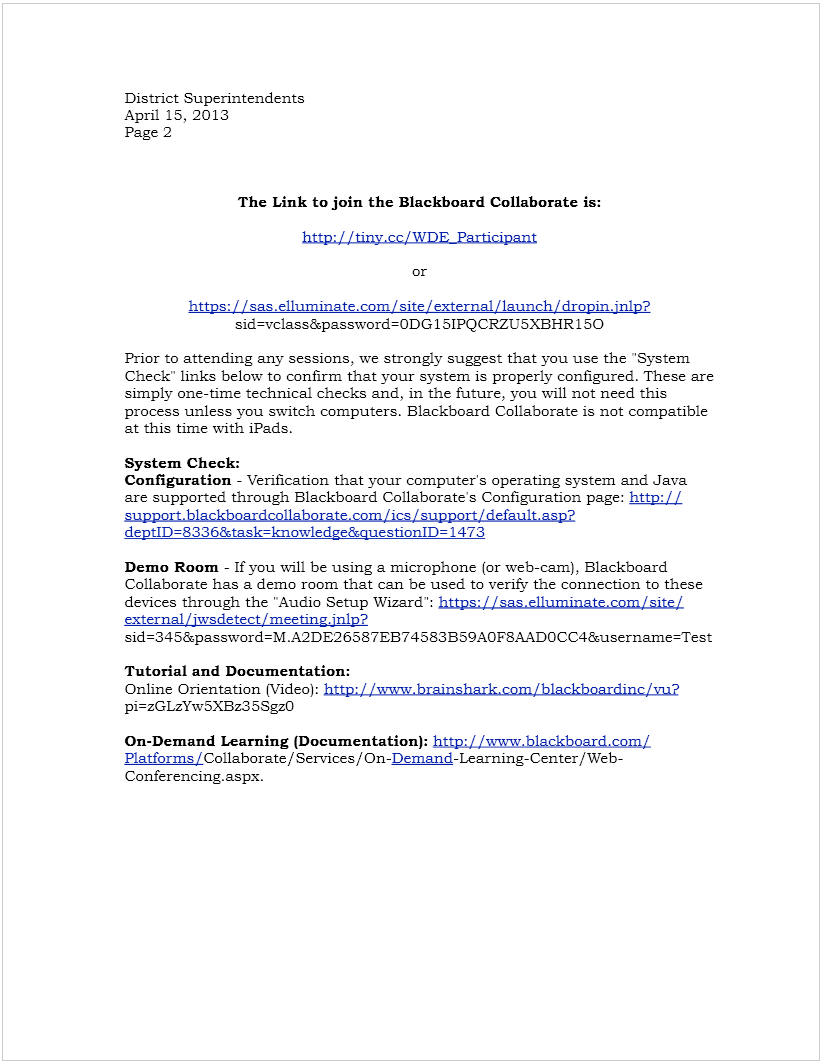 District Superintendents
April 15, 2013
Page 2
The Link to join the Blackboard Collaborate is:
http://tiny.cc/WDE_Participant
or
https://sas.elluminate.com/site/external/launch/dropin.jnlp?
sid=vclass&password=0DG15IPQCRZU5XBHR15O
Prior to attending any sessions, we strongly suggest that you use the "System
Check" links below to confirm that your system is properly configured. These are
simply one-time technical checks and, in the future, you will not need this
process unless you switch computers. Blackboard Collaborate is not compatible
at this time with iPads.
System Check:
Configuration - Verification that your computer's operating system and Java
are supported through Blackboard Collaborate's Configuration page: http://
support.blackboardcollaborate.com/ics/support/default.asp?
deptID=8336&task=knowledge&questionID=1473
Demo Room - If you will be using a microphone (or web-cam), Blackboard
Collaborate has a demo room that can be used to verify the connection to these
devices through the "Audio Setup Wizard": https://sas.elluminate.com/site/
external/jwsdetect/meeting.jnlp?
sid=345&password=M.A2DE26587EB74583B59A0F8AAD0CC4&username=Test
Tutorial and Documentation:
Online Orientation (Video): http://www.brainshark.com/blackboardinc/vu?
pi=zGLzYw5XBz35Sgz0
On-Demand Learning (Documentation): http://www.blackboard.com/
Platforms/Collaborate/Services/On-Demand-Learning-Center/Web-
Conferencing.aspx.